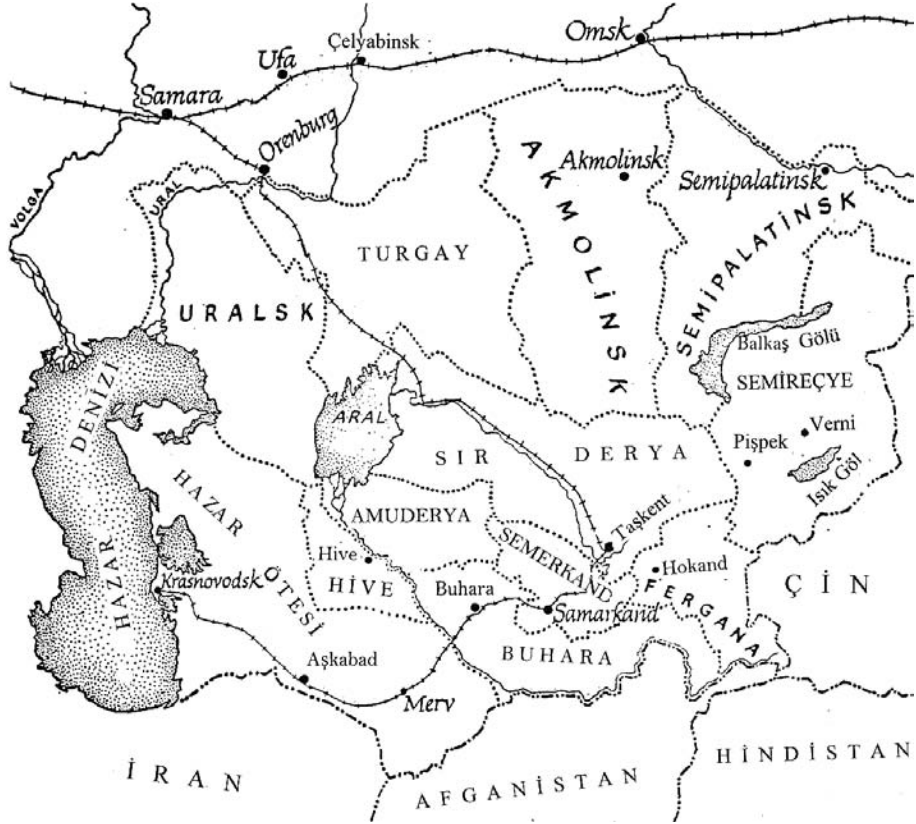 Omsk
Çelyabinsk
Ufa
Samara
Orenburg
AKMOLİNSK
Akmolinsk
Semipalatinsk
VOLGA
URAL
SEMİPALATİNSK
TURGAY
URALSK
Balkaş Gölü
SEMİREÇYE
HAZAR DENIZİ
ARAL
Verni
Pişpek
Isık Göl
SIR DERYA
HAZAR ÖTESİ
AMUDERYA
Taşkent
SEMERKAND
Hive
HİVE
Hokand
FERGANA
ÇİN
Krasnovodsk
Buhara
Samarkand
BUHARA
Aşkabad
Merv
İRAN
AFGANİSTAN
HİNDİSTAN